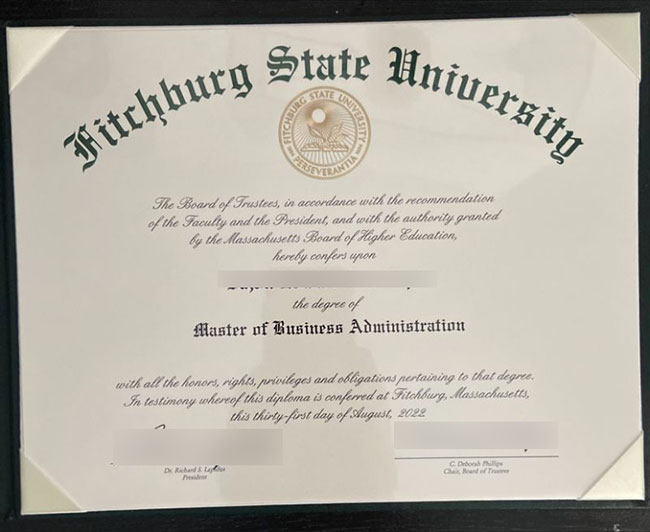 Fitchburg State University
FITCHBURG STATE UNIVERSITY
PERSEVERANTIA
The Board of Trustees, in accordance with the recommendation
of the Faculty and the President, and with the authority granted
by the Massachusetts Board of Higher Education,
hereby confers upon
the degree of
Master of Business Administration
with all the honors, rights, privileges and obligations pertaining to that degree.
In testimony whereof this diploma is conferred at Fitchburg, Massachusetts,
this thirty-first day of August, 2022
Dr. Richard S. Lapidus
President
C. Deborah Phillips
Chair, Board of Trustees